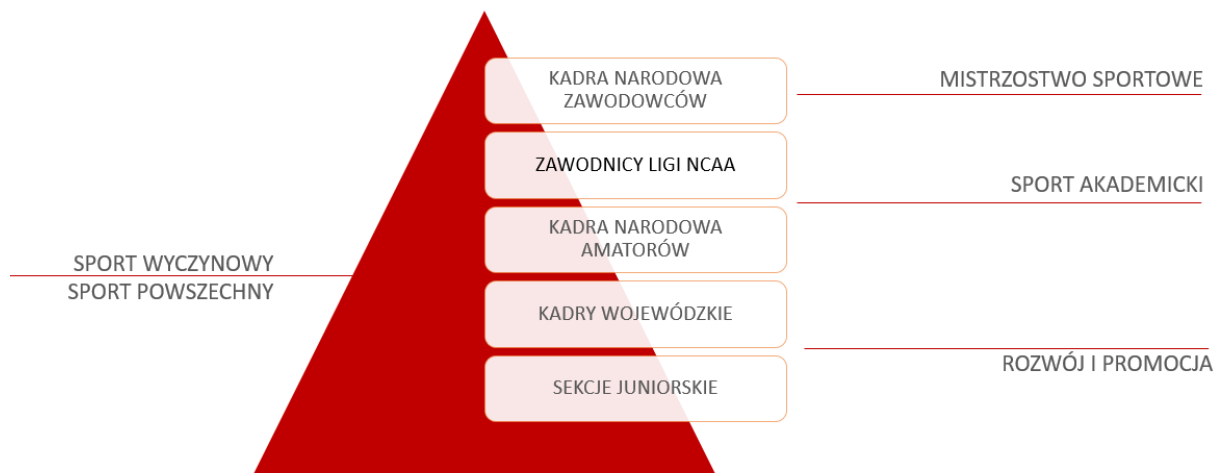 KADRA NARODOWA
ZAWODOWCÓW
MISTRZOSTWO SPORTOWE
ZAWODNICY LIGI NCAA
SPORT AKADEMICKI
KADRA NARODOWA
AMATORÓW
SPORT WYCZYNOWY
SPORT POWSZECHNY
KADRY WOJEWÓDZKIE
ROZWÓJ I PROMOCJA
SEKCJE JUNIORSKIE